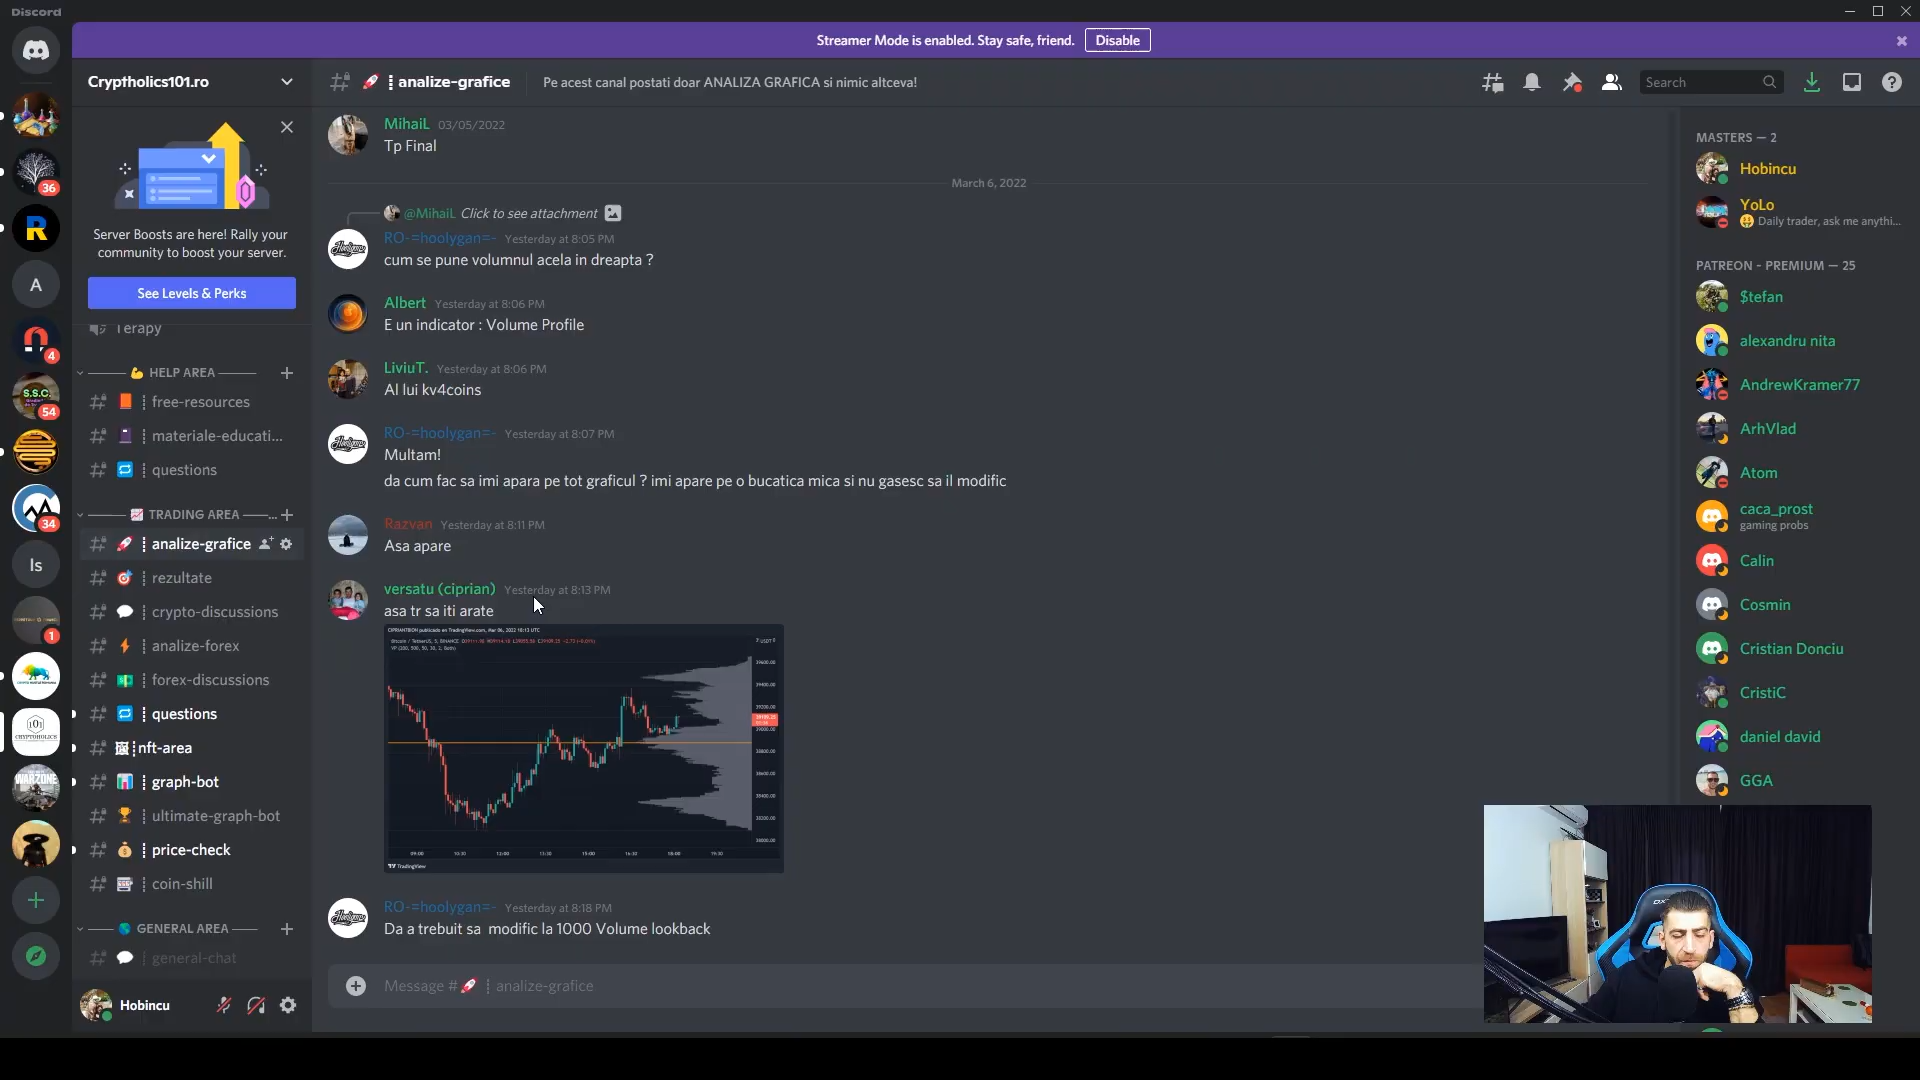 Discord
Streamer Mode is enabled. Stay safe, friend.
Disable
Cryptholics101.ro
Server Boosts are here! Rally your
community to boost your server.
See Levels & Perks
Terapy
HELP AREA
free-resources
materiale-educati...
questions
TRADING AREA
analize-grafice
rezultate
crypto-discussions
analize-forex
forex-discussions
questions
nft-area
graph-bot
ultimate-graph-bot
price-check
coin-shill
GENERAL AREA
general-chat
Hobincu
36
R
A
4
S.S.C.
54
34
Is
1
101
CRYPTOHOLICS
WARZONE
analize-grafice
Pe acest canal postati doar ANALIZA GRAFICA si nimic altceva!
Search
MihaiL 03/05/2022
Tp Final
March 6, 2022
@MihaiL Click to see attachment
RO-=hoolygan=- Yesterday at 8:05 PM
cum se pune volumnul acela in dreapta ?
Albert Yesterday at 8:06 PM
E un indicator : Volume Profile
LiviuT. Yesterday at 8:06 PM
Al lui kv4coins
RO-=hoolygan=- Yesterday at 8:07 PM
Multam!
da cum fac sa imi apara pe tot graficul ? imi apare pe o bucatica mica si nu gasesc sa il modific
Razvan Yesterday at 8:11 PM
Asa apare
versatu (ciprian) Yesterday at 8:13 PM
asa tr sa iti arate
TradingView
RO-=hoolygan=- Yesterday at 8:18 PM
Da a trebuit sa modific la 1000 Volume lookback
Message # analize-grafice
MASTERS — 2
Hobincu
YoLo
Daily trader, ask me anythi...
PATREON - PREMIUM — 25
$tefan
alexandru nita
AndrewKramer77
ArhVlad
Atom
caca_prost
gaming probs
Calin
Cosmin
Cristian Donciu
CristiC
daniel david
GGA